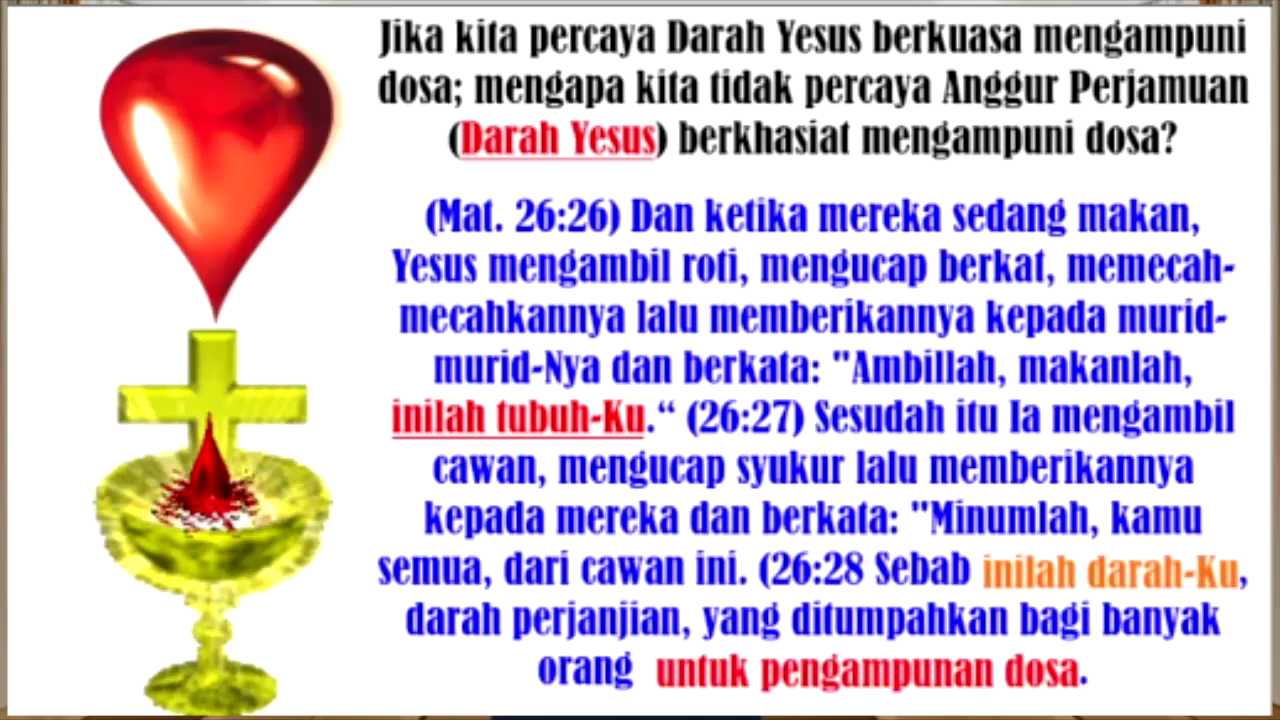 Jika kita percaya Darah Yesus berkuasa mengampuni
dosa; mengapa kita tidak percaya Anggur Perjamuan
(Darah Yesus) berkhasiat mengampuni dosa?
(Mat. 26:26) Dan ketika mereka sedang makan,
Yesus mengambil roti, mengucap berkat, memecah-
mecahkannya lalu memberikannya kepada murid-
murid-Nya dan berkata: "Ambillah, makanlah,
inilah tubuh-Ku.“ (26:27) Sesudah itu Ia mengambil
cawan, mengucap syukur lalu memberikannya
kepada mereka dan berkata: "Minumlah, kamu
semua, dari cawan ini. (26:28 Sebab inilah darah-Ku,
darah perjanjian, yang ditumpahkan bagi banyak
orang untuk pengampunan dosa.